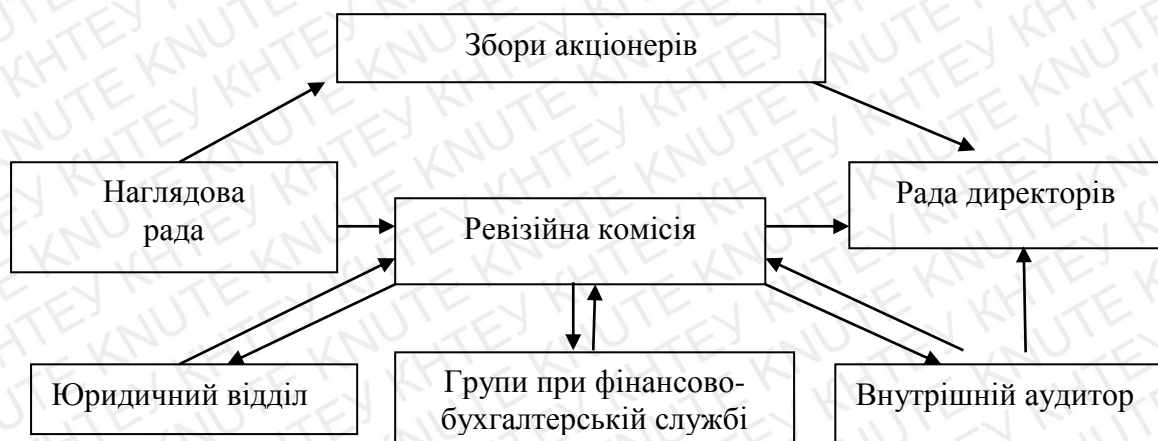 Збори акціонерів
Наглядова
рада
Рада директорів
Ревізійна комісія
Юридичний відділ
Групи при фінансово-
бухгалтерській службі
Внутрішній аудитор